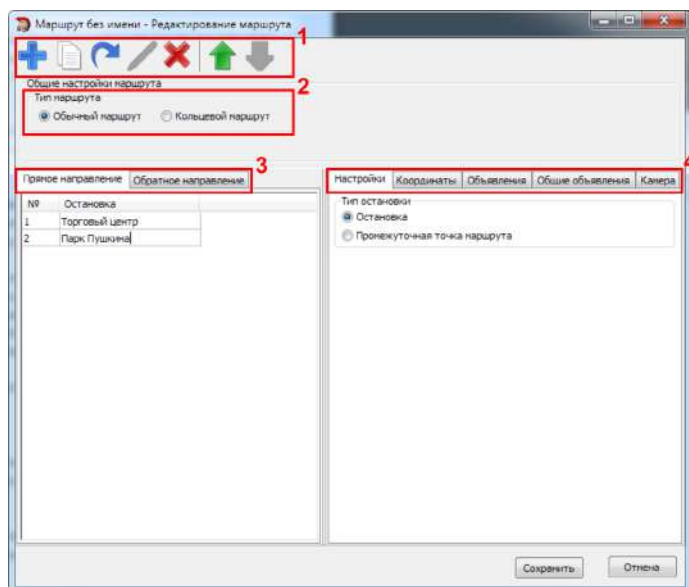 Маршрут без имени - Редактирование маршрута
1
Общие настройки маршрута
2
Тип маршрута
Обычный маршрут Кольцевой маршрут
3
4
Прямое направление Обратное направление
Настройки Координаты Объявления Общие объявления Камера
№ Остановка
1 Торговый центр
2 Парк Пушкина
Тип остановки
Остановка
Промежуточная точка маршрута
Сохранить Отмена